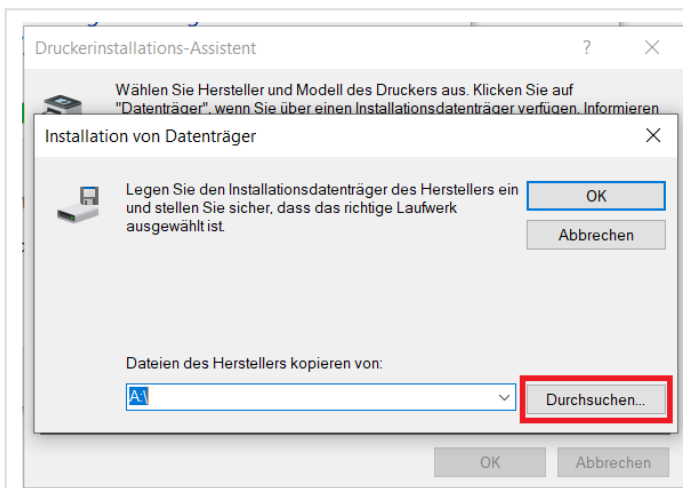 Druckerinstallations-Assistent
Wählen Sie Hersteller und Modell des Druckers aus. Klicken Sie auf
"Datenträger", wenn Sie über einen Installationsdatenträger verfügen. Informieren
Installation von Datenträger
Legen Sie den Installationsdatenträger des Herstellers ein
und stellen Sie sicher, dass das richtige Laufwerk
ausgewählt ist.
OK
Abbrechen
Dateien des Herstellers kopieren von:
A:\
Durchsuchen...
OK
Abbrechen